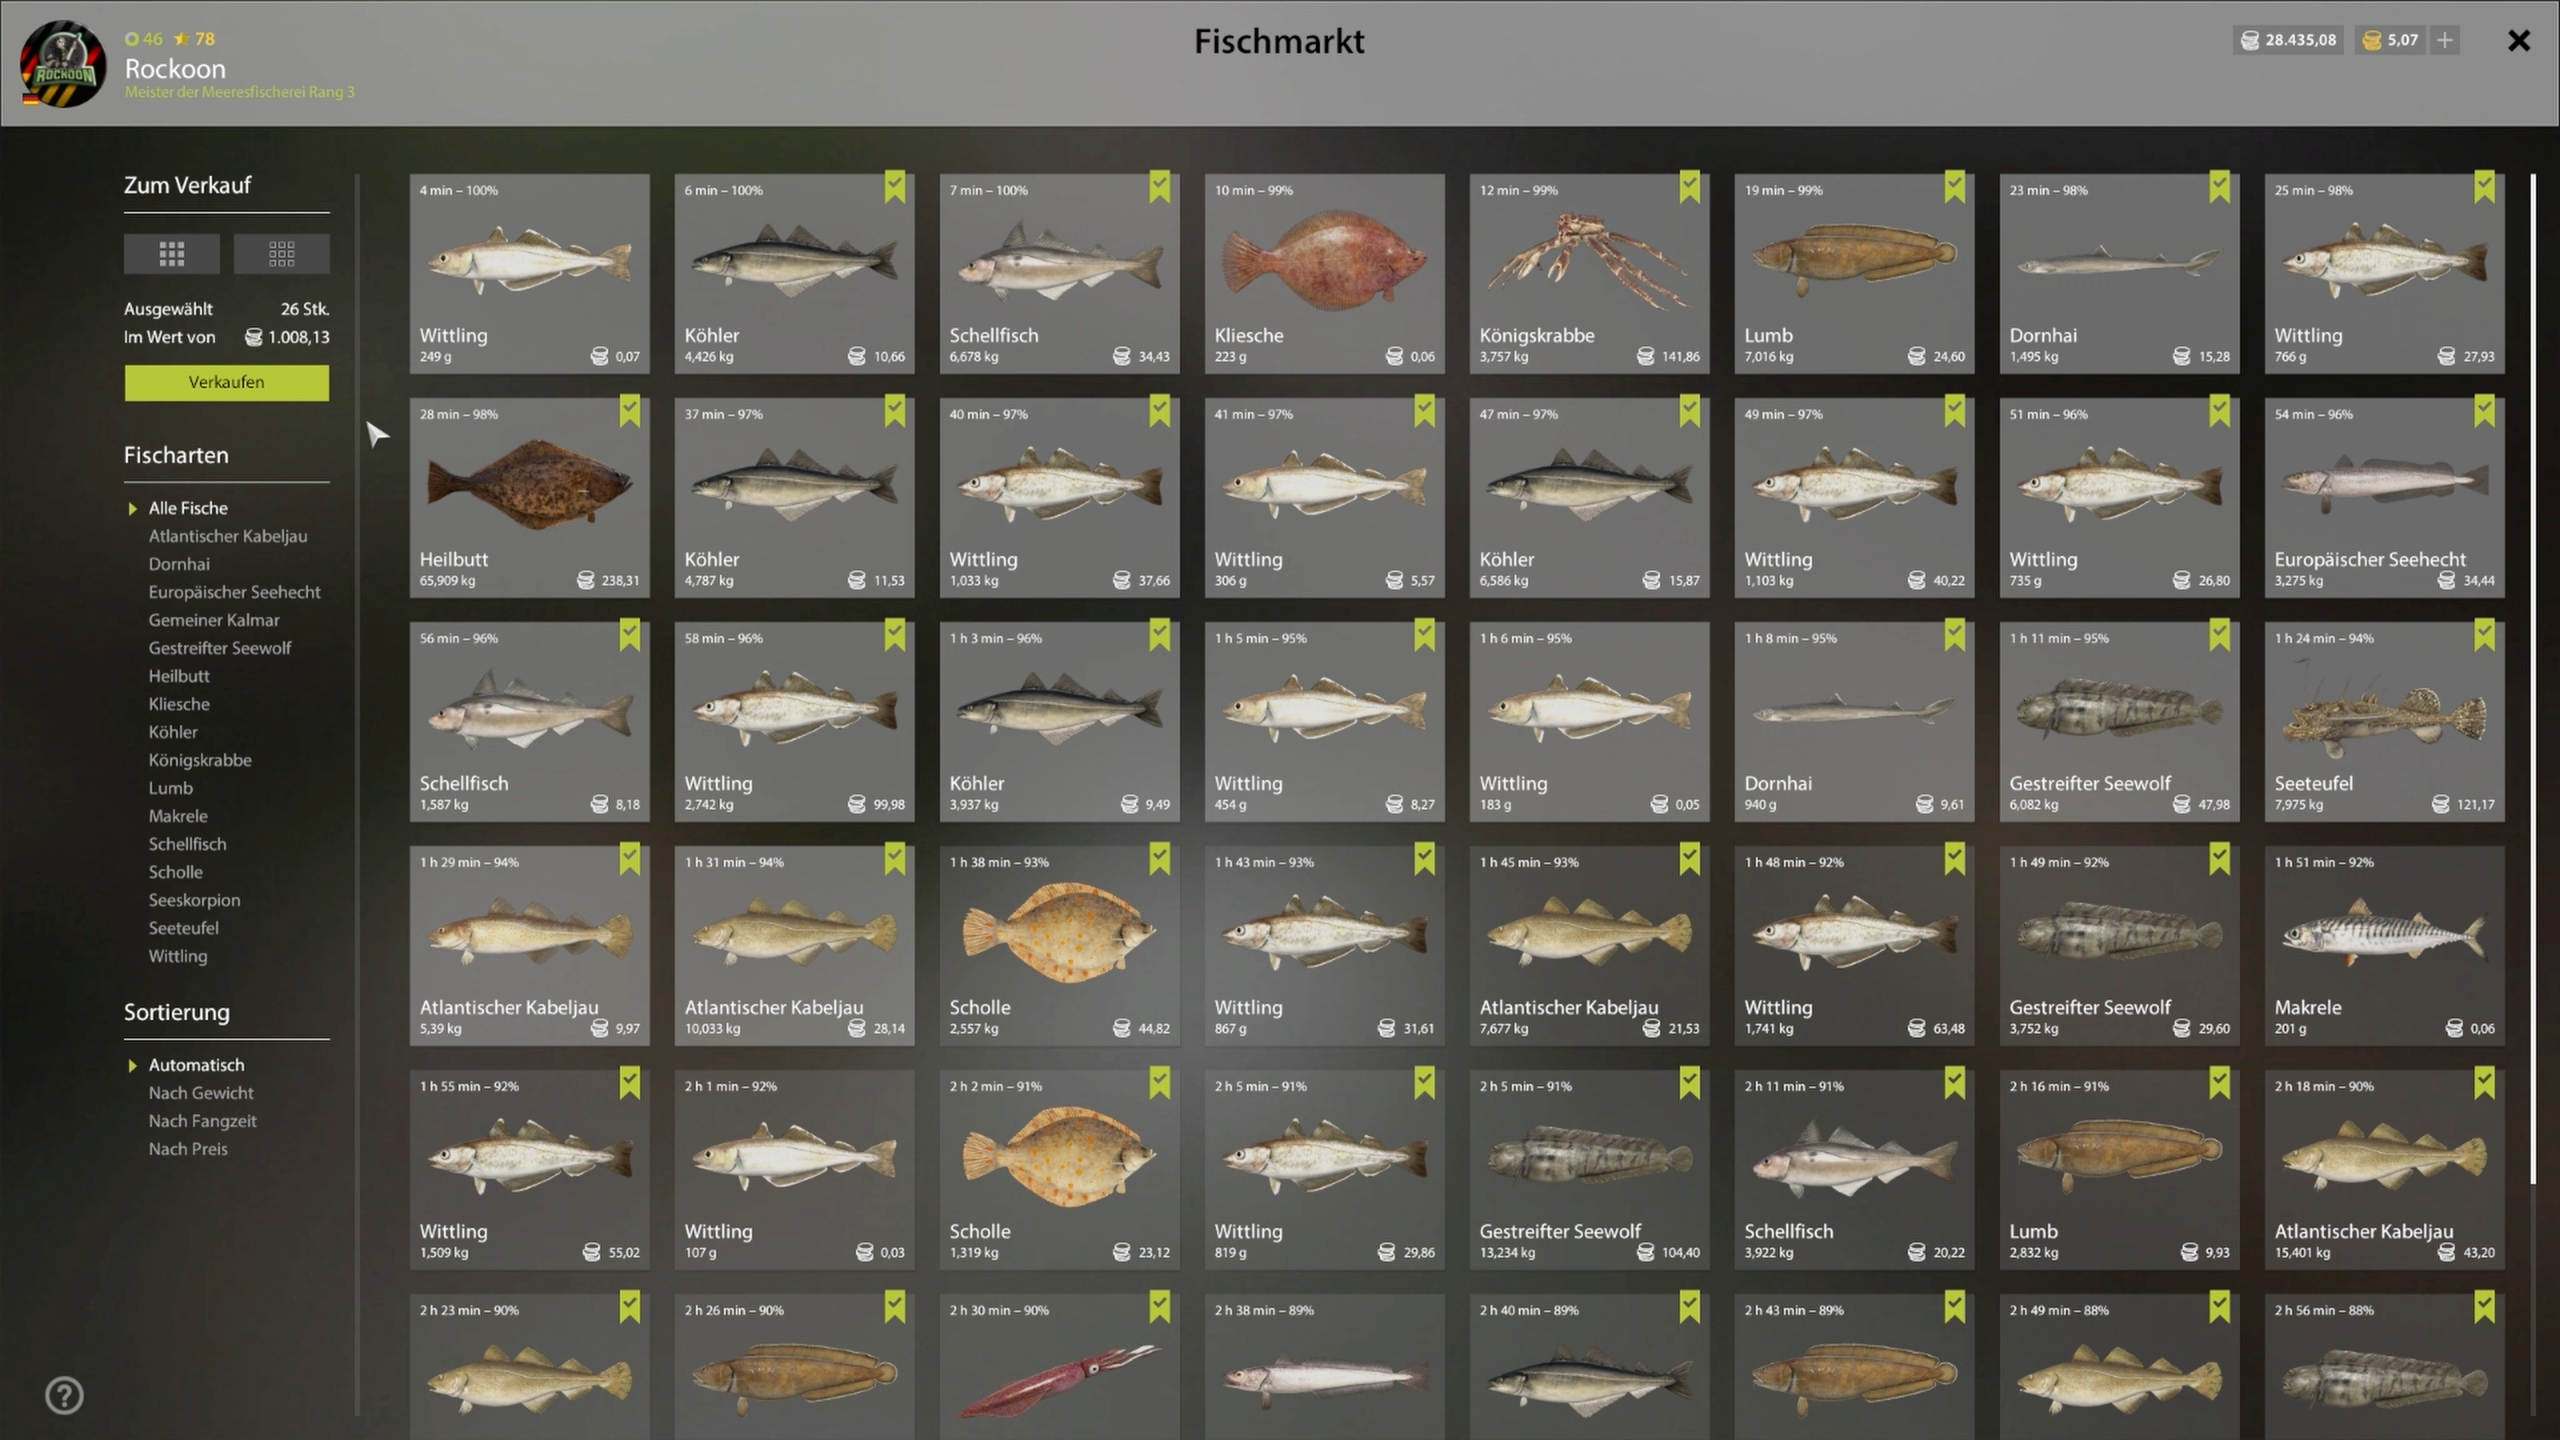 46 78
Rockoon
Meister der Meeresfischerei Rang 3
ROCKOON
Fischmarkt
28.435,08 5,07 +
Zum Verkauf
Ausgewählt 26 Stk.
Im Wert von 1.008,13
Verkaufen
Fischarten
Alle Fische
Atlantischer Kabeljau
Dornhai
Europäischer Seehecht
Gemeiner Kalmar
Gestreifter Seewolf
Heilbutt
Kliesche
Köhler
Königskrabbe
Lumb
Makrele
Schellfisch
Scholle
Seeskorpion
Seeteufel
Wittling
Sortierung
Automatisch
Nach Gewicht
Nach Fangzeit
Nach Preis
?
4 min – 100%
Wittling
249 g 0,07
6 min – 100%
Köhler
4,426 kg 10,66
7 min – 100%
Schellfisch
6,678 kg 34,43
10 min – 99%
Kliesche
223 g 0,06
12 min – 99%
Königskrabbe
3,757 kg 141,86
19 min – 99%
Lumb
7,016 kg 24,60
23 min – 98%
Dornhai
1,495 kg 15,28
25 min – 98%
Wittling
766 g 27,93
28 min – 98%
Heilbutt
65,909 kg 238,31
37 min – 97%
Köhler
4,787 kg 11,53
40 min – 97%
Wittling
1,033 kg 37,66
41 min – 97%
Wittling
306 g 5,57
47 min – 97%
Köhler
6,586 kg 15,87
49 min – 97%
Wittling
1,103 kg 40,22
51 min – 96%
Wittling
735 g 26,80
54 min – 96%
Europäischer Seehecht
3,275 kg 34,44
56 min – 96%
Schellfisch
1,587 kg 8,18
58 min – 96%
Wittling
2,742 kg 99,98
1 h 3 min – 96%
Köhler
3,937 kg 9,49
1 h 5 min – 95%
Wittling
454 g 8,27
1 h 6 min – 95%
Wittling
183 g 0,05
1 h 8 min – 95%
Dornhai
940 g 9,61
1 h 11 min – 95%
Gestreifter Seewolf
6,082 kg 47,98
1 h 24 min – 94%
Seeteufel
7,975 kg 121,17
1 h 29 min – 94%
Atlantischer Kabeljau
5,39 kg 9,97
1 h 31 min – 94%
Atlantischer Kabeljau
10,033 kg 28,14
1 h 38 min – 93%
Scholle
2,557 kg 44,82
1 h 43 min – 93%
Wittling
867 g 31,61
1 h 45 min – 93%
Atlantischer Kabeljau
7,677 kg 21,53
1 h 48 min – 92%
Wittling
1,741 kg 63,48
1 h 49 min – 92%
Gestreifter Seewolf
3,752 kg 29,60
1 h 51 min – 92%
Makrele
201 g 0,06
1 h 55 min – 92%
Wittling
1,509 kg 55,02
2 h 1 min – 92%
Wittling
107 g 0,03
2 h 2 min – 91%
Scholle
1,319 kg 23,12
2 h 5 min – 91%
Wittling
819 g 29,86
2 h 5 min – 91%
Gestreifter Seewolf
13,234 kg 104,40
2 h 11 min – 91%
Schellfisch
3,922 kg 20,22
2 h 16 min – 91%
Lumb
2,832 kg 9,93
2 h 18 min – 90%
Atlantischer Kabeljau
15,401 kg 43,20
2 h 23 min – 90%
2 h 26 min – 90%
2 h 30 min – 90%
2 h 38 min – 89%
2 h 40 min – 89%
2 h 43 min – 89%
2 h 49 min – 88%
2 h 56 min – 88%